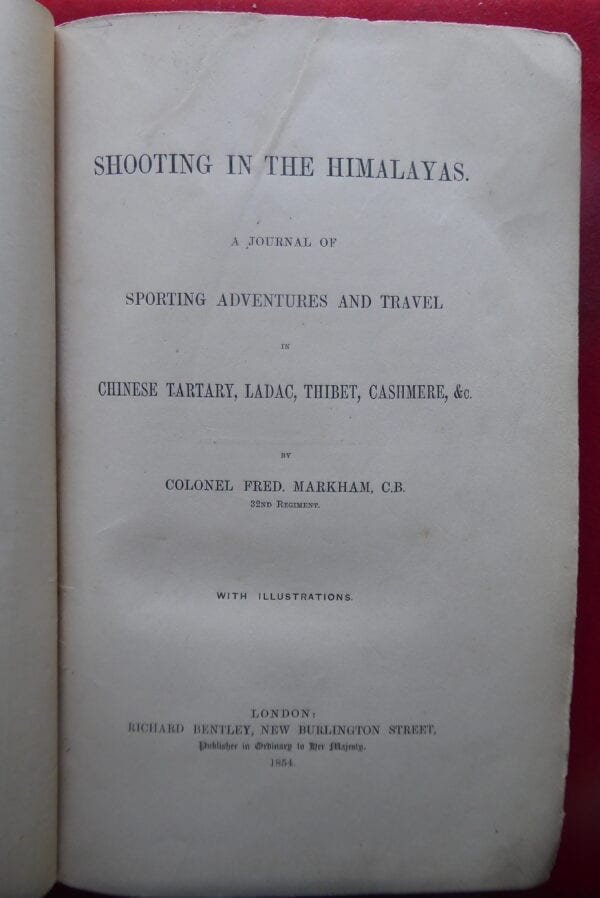 SHOOTING IN THE HIMALAYAS.
A JOURNAL OF
SPORTING ADVENTURES AND TRAVEL
IN
CHINESE TARTARY, LADAC, THIBET, CASHMERE, &c.
BY
COLONEL FRED. MARKHAM, C.B.
32ND REGIMENT.
WITH ILLUSTRATIONS.
LONDON:
RICHARD BENTLEY, NEW BURLINGTON STREET,
Publisher in Ordinary to Her Majesty.
1854.